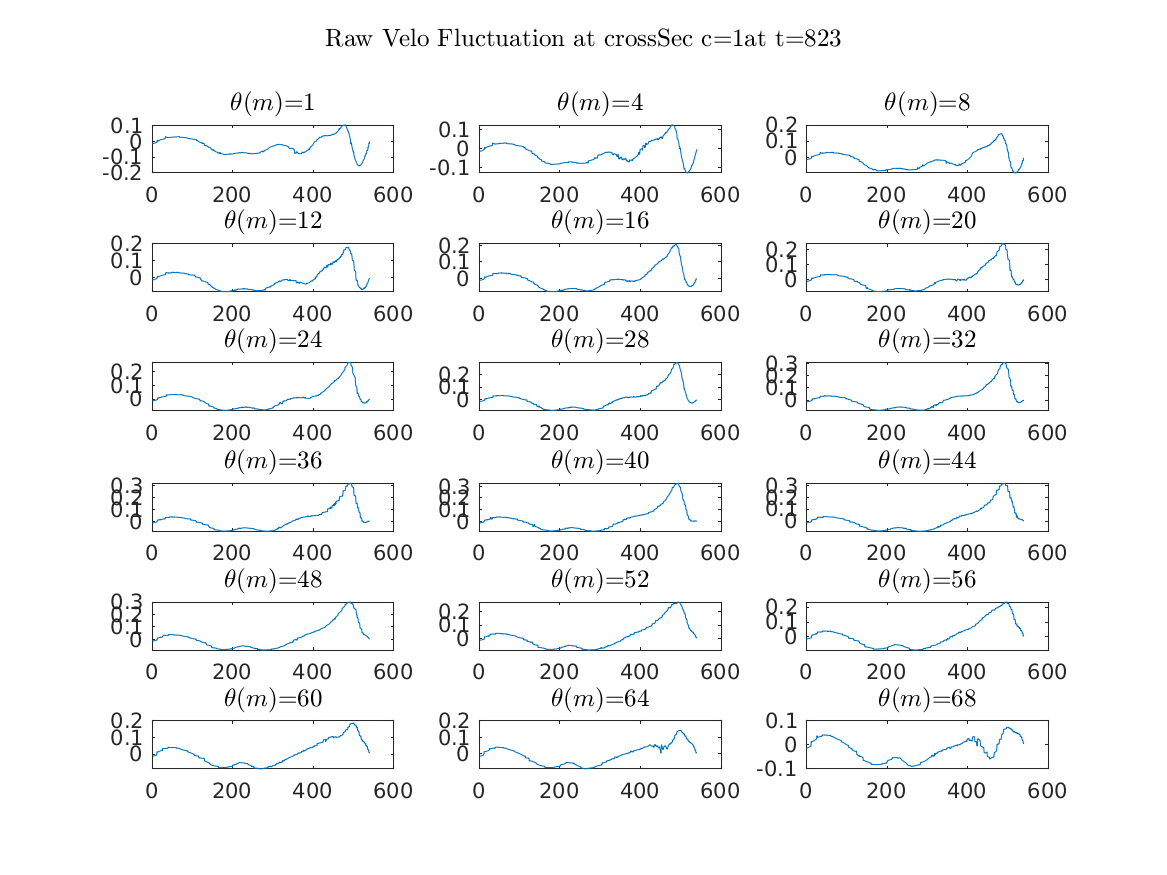 Raw Velo Fluctuation at crossSec c=1at t=823
θ(m)=1 θ(m)=4 θ(m)=8
0.1 0 -0.1 -0.2 0.1 0 -0.1 0.2 0.1 0
0 200 400 600 0 200 400 600 0 200 400 600
θ(m)=12 θ(m)=16 θ(m)=20
0.2 0.1 0 0.2 0.1 0 0.2 0.1 0
0 200 400 600 0 200 400 600 0 200 400 600
θ(m)=24 θ(m)=28 θ(m)=32
0.2 0.1 0 0.2 0.1 0 0.3 0.2 0.1 0
0 200 400 600 0 200 400 600 0 200 400 600
θ(m)=36 θ(m)=40 θ(m)=44
0.3 0.2 0.1 0 0.3 0.2 0.1 0 0.3 0.2 0.1 0
0 200 400 600 0 200 400 600 0 200 400 600
θ(m)=48 θ(m)=52 θ(m)=56
0.3 0.2 0.1 0 0.2 0.1 0 0.2 0.1 0
0 200 400 600 0 200 400 600 0 200 400 600
θ(m)=60 θ(m)=64 θ(m)=68
0.2 0.1 0 0.2 0.1 0 0.1 0 -0.1
0 200 400 600 0 200 400 600 0 200 400 600